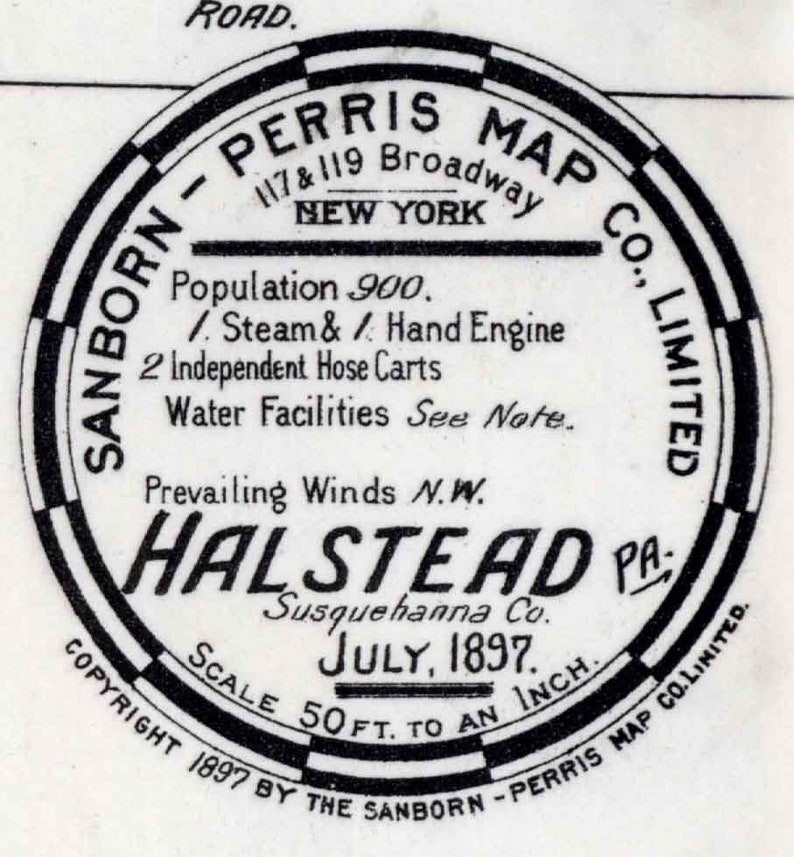 ROAD.
SANBORN - PERRIS MAP CO., LIMITED
117 & 119 Broadway
NEW YORK
Population 900.
1. Steam & 1. Hand Engine
2 Independent Hose Carts
Water Facilities See Note.
Prevailing Winds N.W.
HALSTEAD PA.
Susquehanna Co.
JULY, 1897.
SCALE 50 FT. TO AN INCH.
COPYRIGHT 1897 BY THE SANBORN - PERRIS MAP CO. LIMITED.